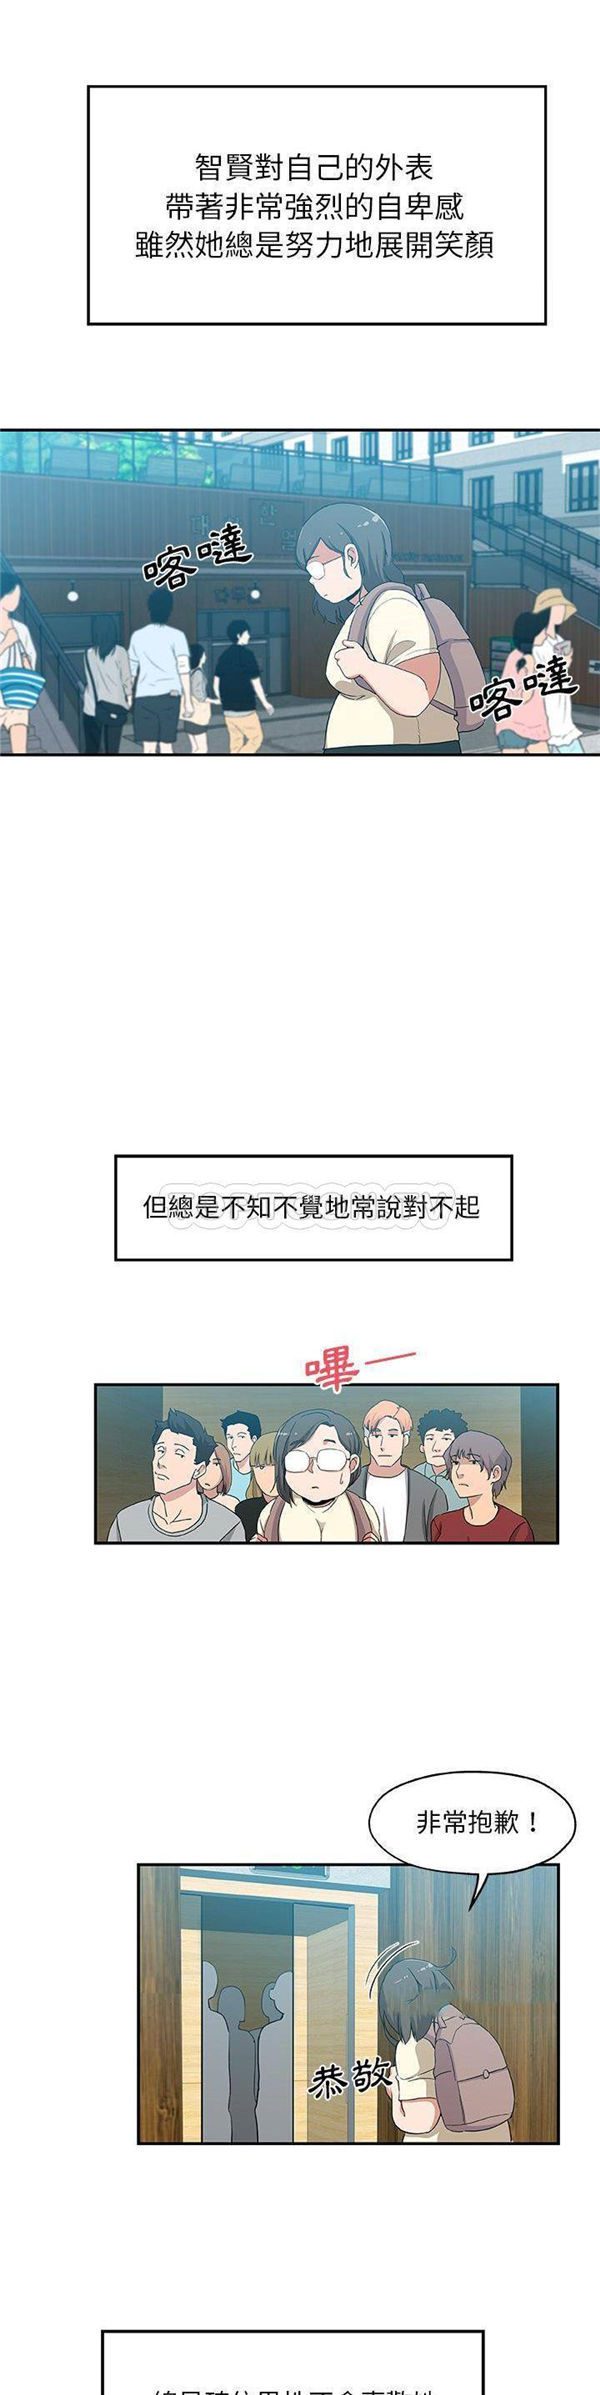 智賢對自己的外表
帶著非常強烈的自卑感
雖然她總是努力地展開笑顏
喀噠
喀噠
但總是不知不覺地常說對不起
嗶一
非常抱歉！
恭敬